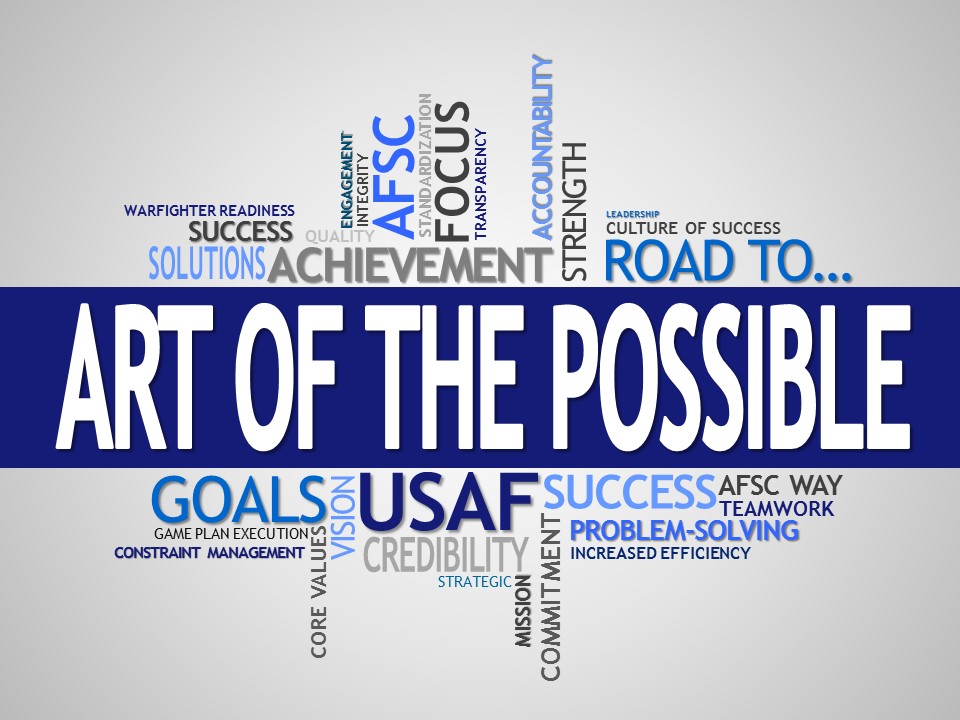 ACCOUNTABILITY
AFSC
STANDARDIZATION
FOCUS
ENGAGEMENT
INTEGRITY
TRANSPARENCY
STRENGTH
WARFIGHTER READINESS
LEADERSHIP
SUCCESS
QUALITY
CULTURE OF SUCCESS
SOLUTIONS
ACHIEVEMENT
ROAD TO...
ART OF THE POSSIBLE
GOALS
VISION
USAF
SUCCESS
AFSC WAY
TEAMWORK
GAME PLAN EXECUTION
PROBLEM-SOLVING
CONSTRAINT MANAGEMENT
CREDIBILITY
INCREASED EFFICIENCY
CORE VALUES
STRATEGIC
MISSION
COMMITMENT